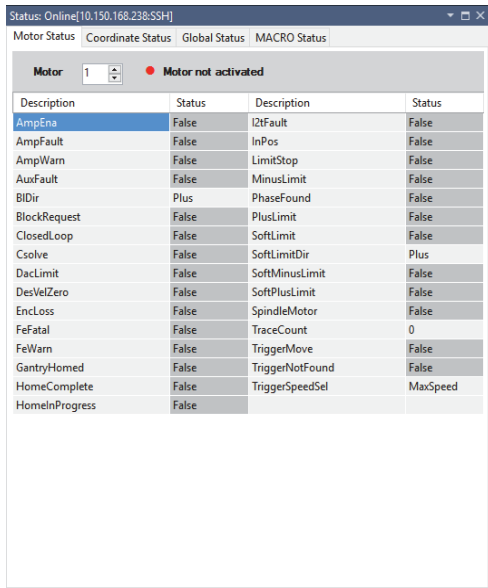 Status: Online[10.150.168.238:SSH]
Motor Status Coordinate Status Global Status MACRO Status
Motor 1 Motor not activated
Description Status Description Status
AmpEna False I2tFault False
AmpFault False InPos False
AmpWarn False LimitStop False
AuxFault False MinusLimit False
BlDir Plus PhaseFound False
BlockRequest False PlusLimit False
ClosedLoop False SoftLimit False
Csolve False SoftLimitDir Plus
DacLimit False SoftMinusLimit False
DesVelZero False SoftPlusLimit False
EncLoss False SpindleMotor False
FeFatal False TraceCount 0
FeWarn False TriggerMove False
GantryHomed False TriggerNotFound False
HomeComplete False TriggerSpeedSel MaxSpeed
HomeInProgress False